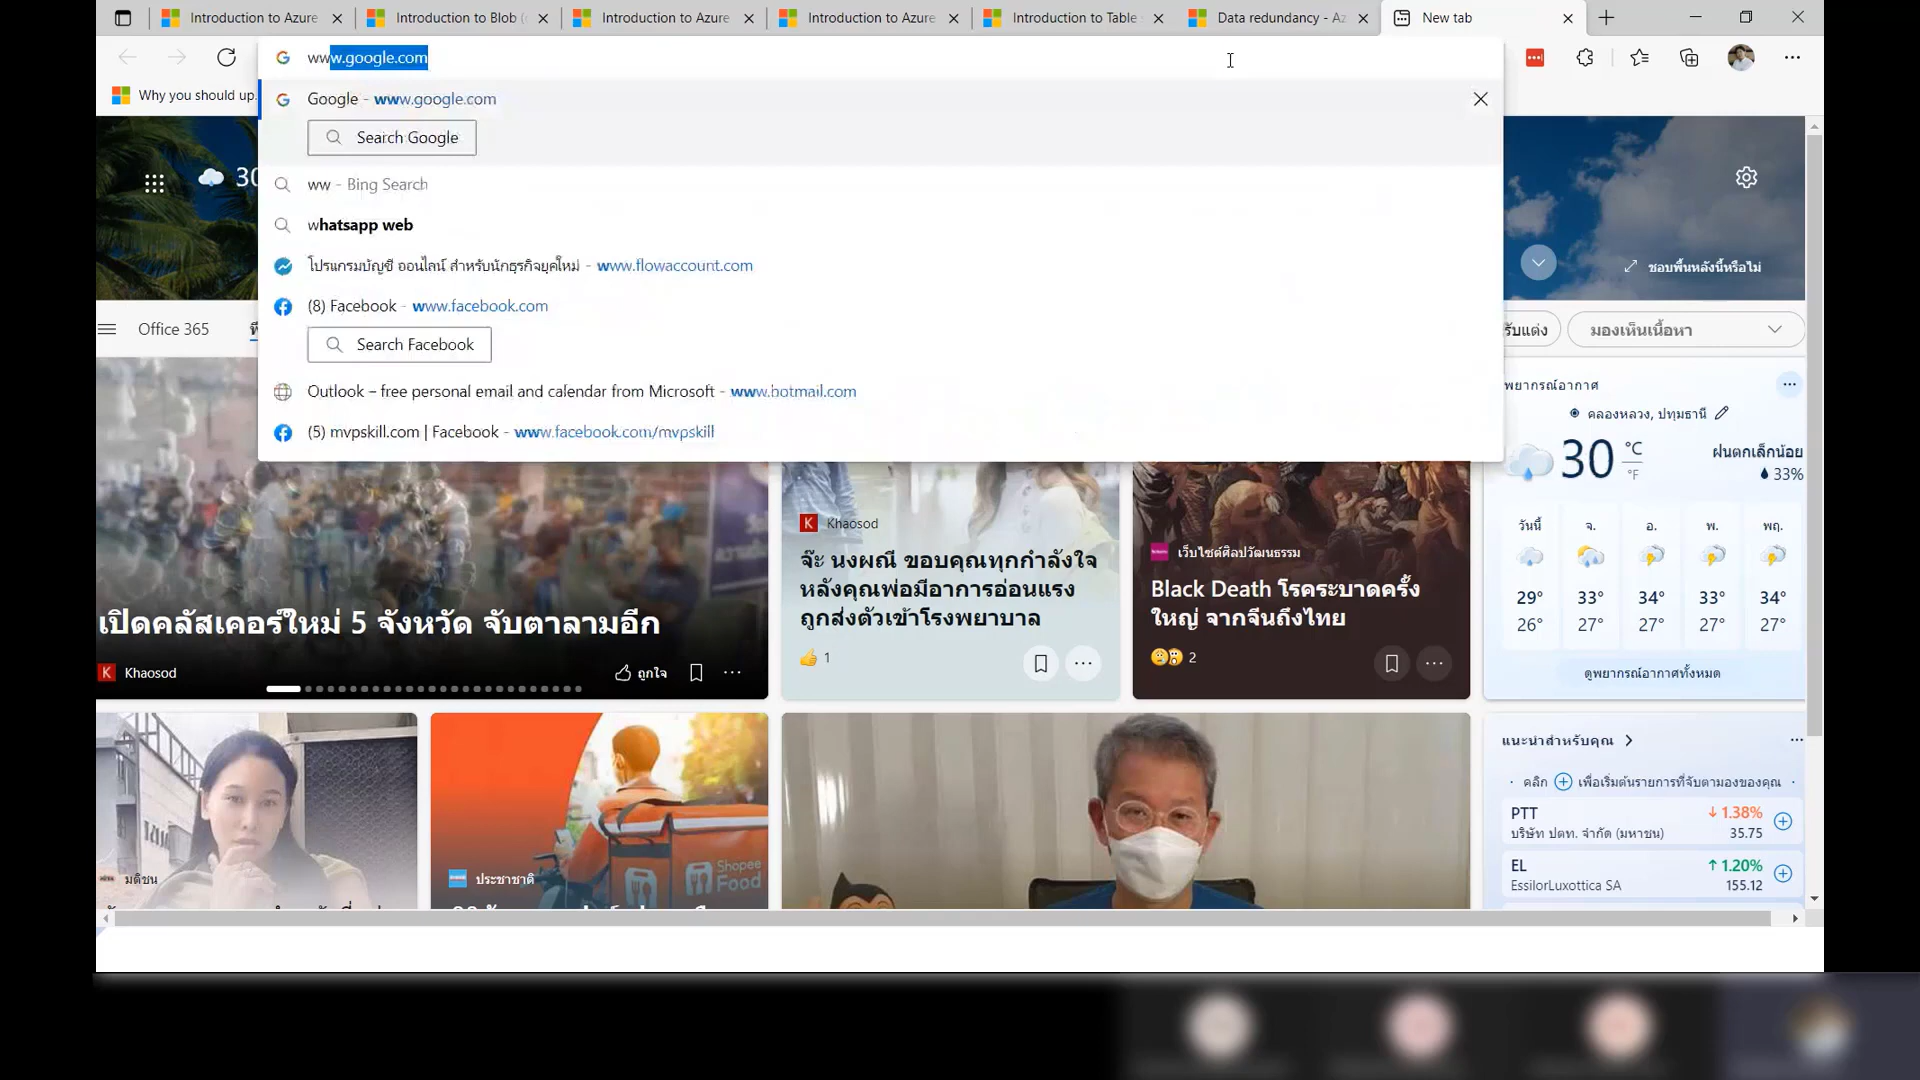 Introduction to Azure
Introduction to Blob (
Introduction to Azure
Introduction to Azure
Introduction to Table
Data redundancy - Az
New tab
www.google.com
Why you should up
Google - www.google.com
Search Google
ww - Bing Search
whatsapp web
โปรแกรมบัญชี ออนไลน์ สำหรับนักธุรกิจยุคใหม่ - www.flowaccount.com
(8) Facebook - www.facebook.com
Search Facebook
Outlook – free personal email and calendar from Microsoft - www.hotmail.com
(5) mvpskill.com | Facebook - www.facebook.com/mvpskill
30
ชอบพื้นหลังนี้หรือไม่
Office 365
มองเห็นเนื้อหา
พยากรณ์อากาศ
คลองหลวง, ปทุมธานี
30 °C
°F
ฝนตกเล็กน้อย
33%
วันนี้ จ. อ. พ. พฤ.
29° 33° 34° 33° 34°
26° 27° 27° 27° 27°
ดูพยากรณ์อากาศทั้งหมด
เปิดคลัสเตอร์ใหม่ 5 จังหวัด จับตาลามอีก
Khaosod
ถูกใจ
Khaosod
จ๊ะ นงผณี ขอบคุณทุกกำลังใจ
หลังคุณพ่อมีอาการอ่อนแรง
ถูกส่งตัวเข้าโรงพยาบาล
1
เว็บไซต์ศิลปวัฒนธรรม
Black Death โรคระบาดครั้ง
ใหญ่ จากจีนถึงไทย
2
มติชน
Shopee
Food
ประชาชาติ
แนะนำสำหรับคุณ
คลิก เพื่อเริ่มต้นรายการที่จับตามองของคุณ
PTT 1.38%
บริษัท ปตท. จำกัด (มหาชน) 35.75
EL 1.20%
EssilorLuxottica SA 155.12